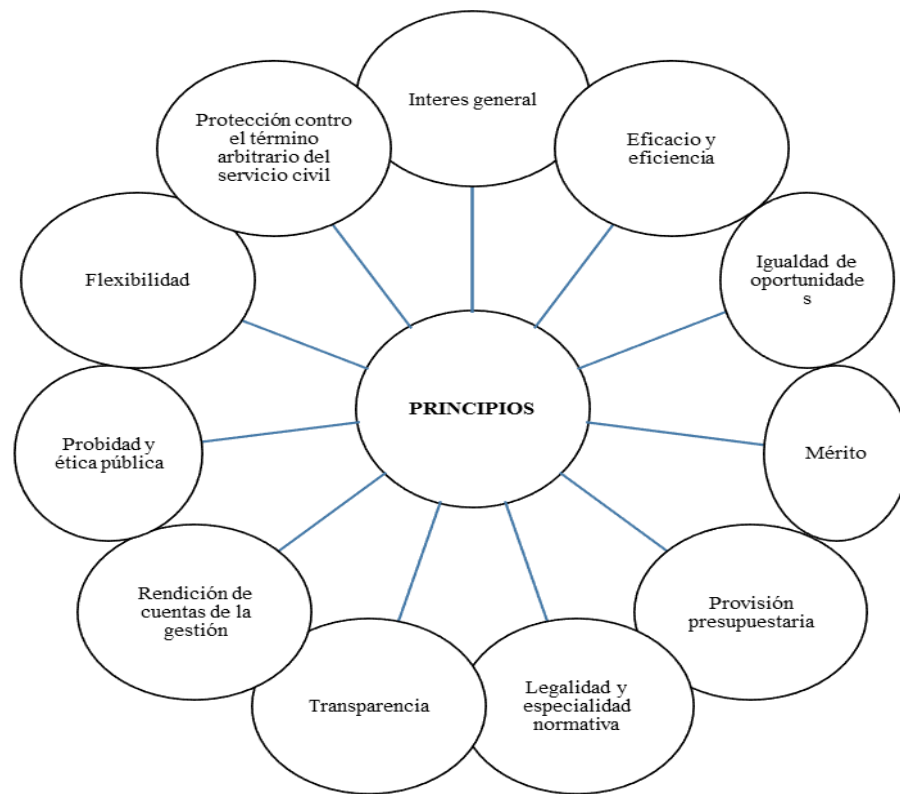 Interes general
Eficacio y
eficiencia
Igualdad de
oportunidade
s
Mérito
Provisión
presupuestaria
Legalidad y
especialidad
normativa
Transparencia
Rendición de
cuentas de la
gestión
Probidad y
ética pública
Flexibilidad
Protección contro
el término
arbitrario del
servicio civil
PRINCIPIOS